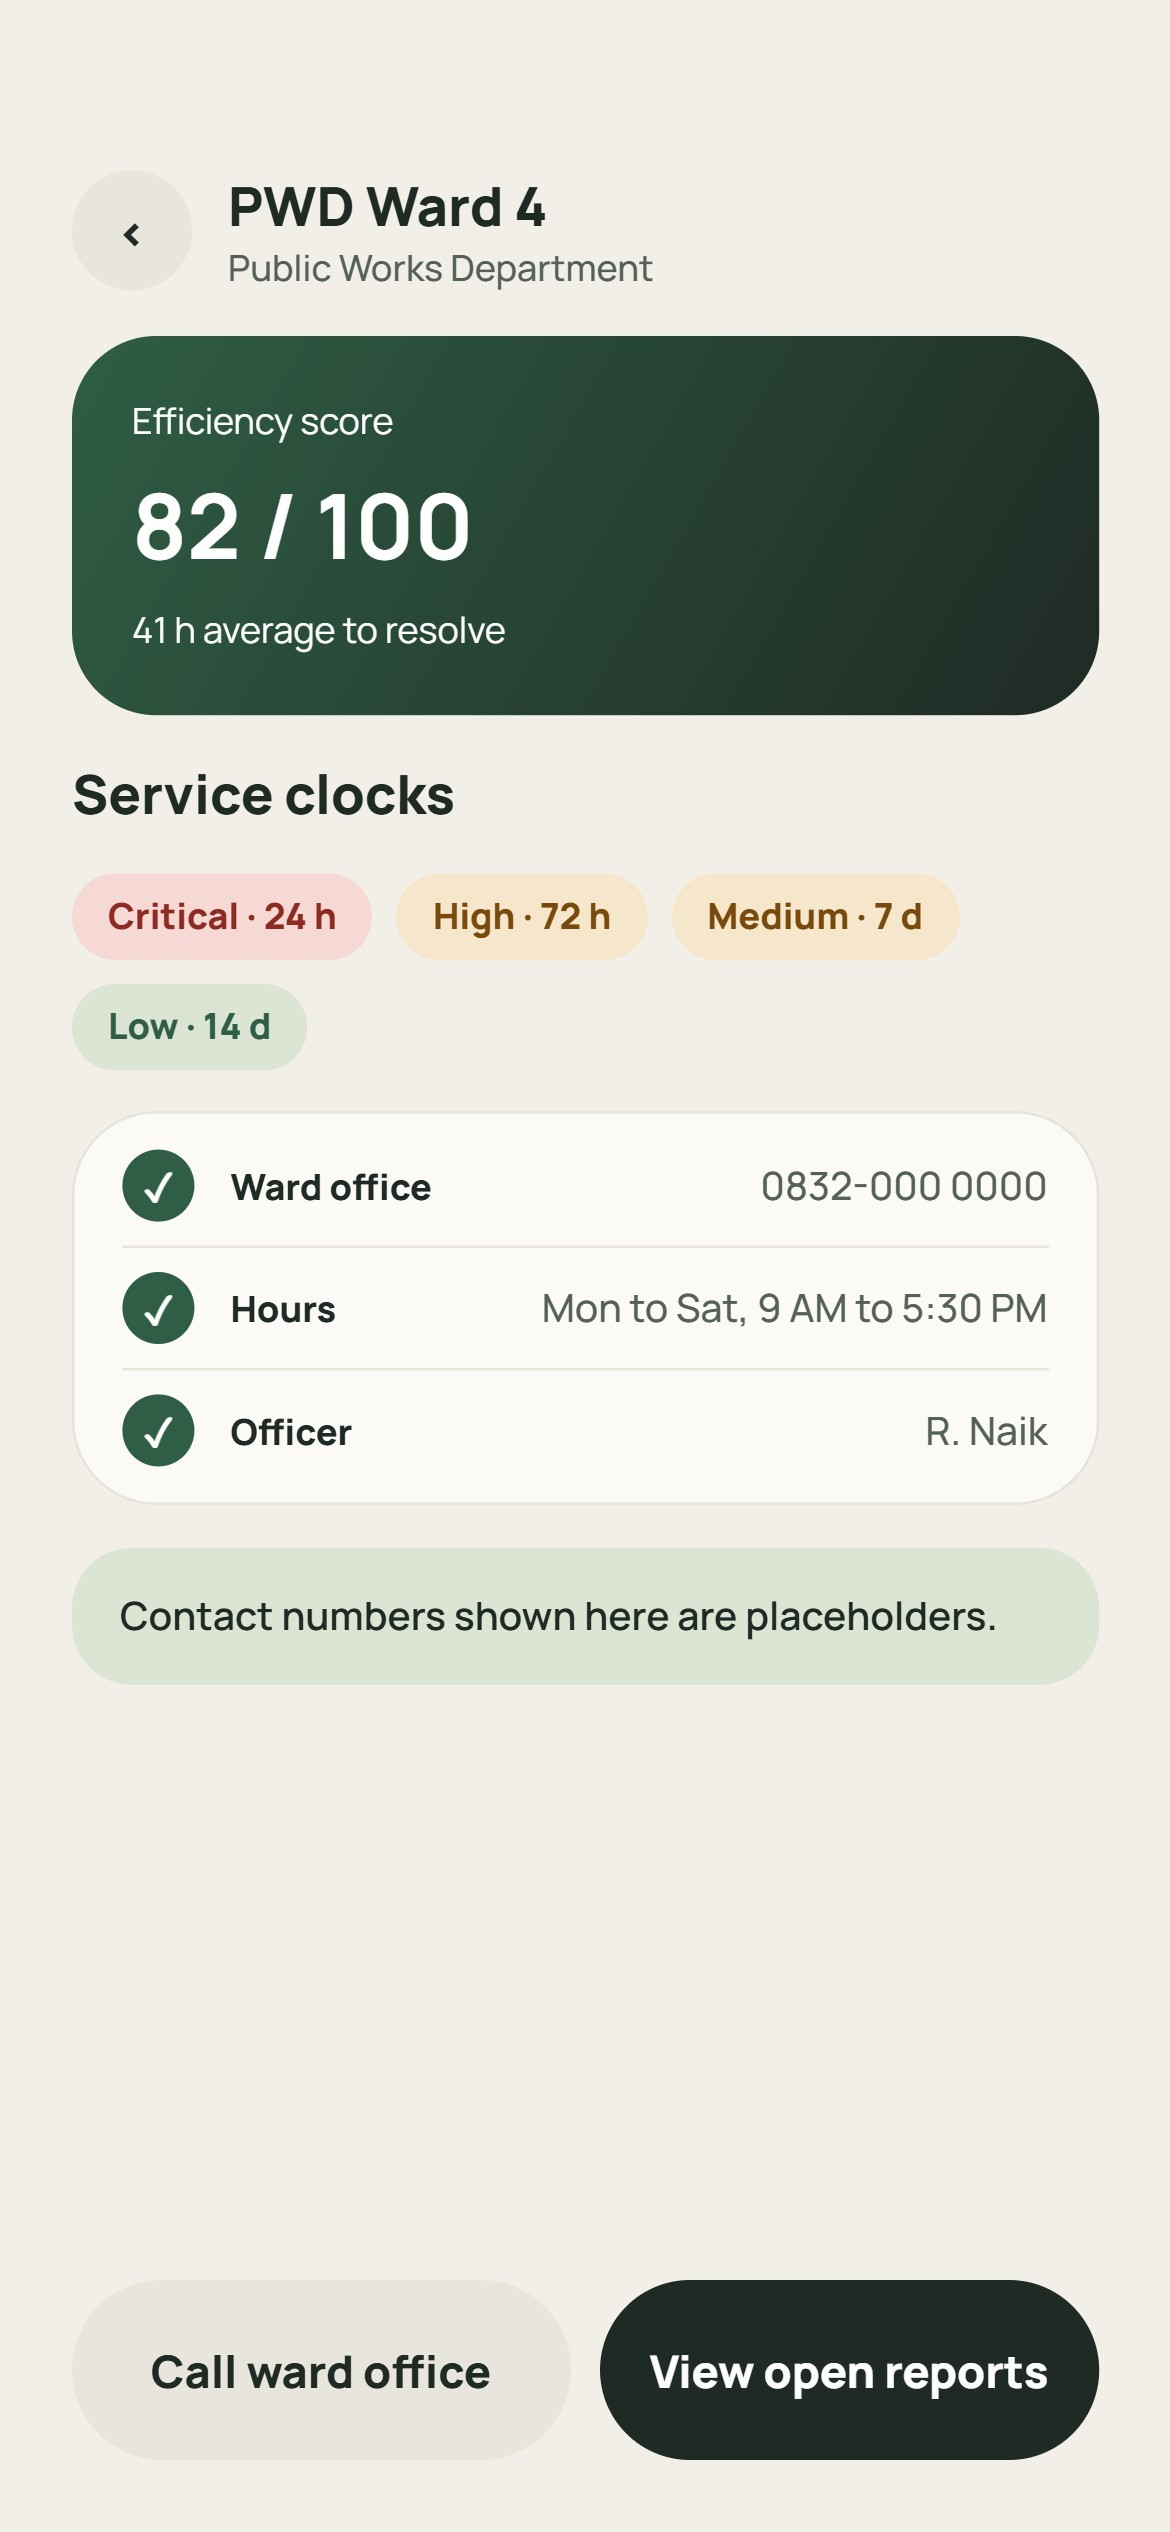 PWD Ward 4
Public Works Department
Efficiency score
82 / 100
41 h average to resolve
Service clocks
Critical · 24 h
High · 72 h
Medium · 7 d
Low · 14 d
Ward office 0832-000 0000
Hours Mon to Sat, 9 AM to 5:30 PM
Officer R. Naik
Contact numbers shown here are placeholders.
Call ward office
View open reports